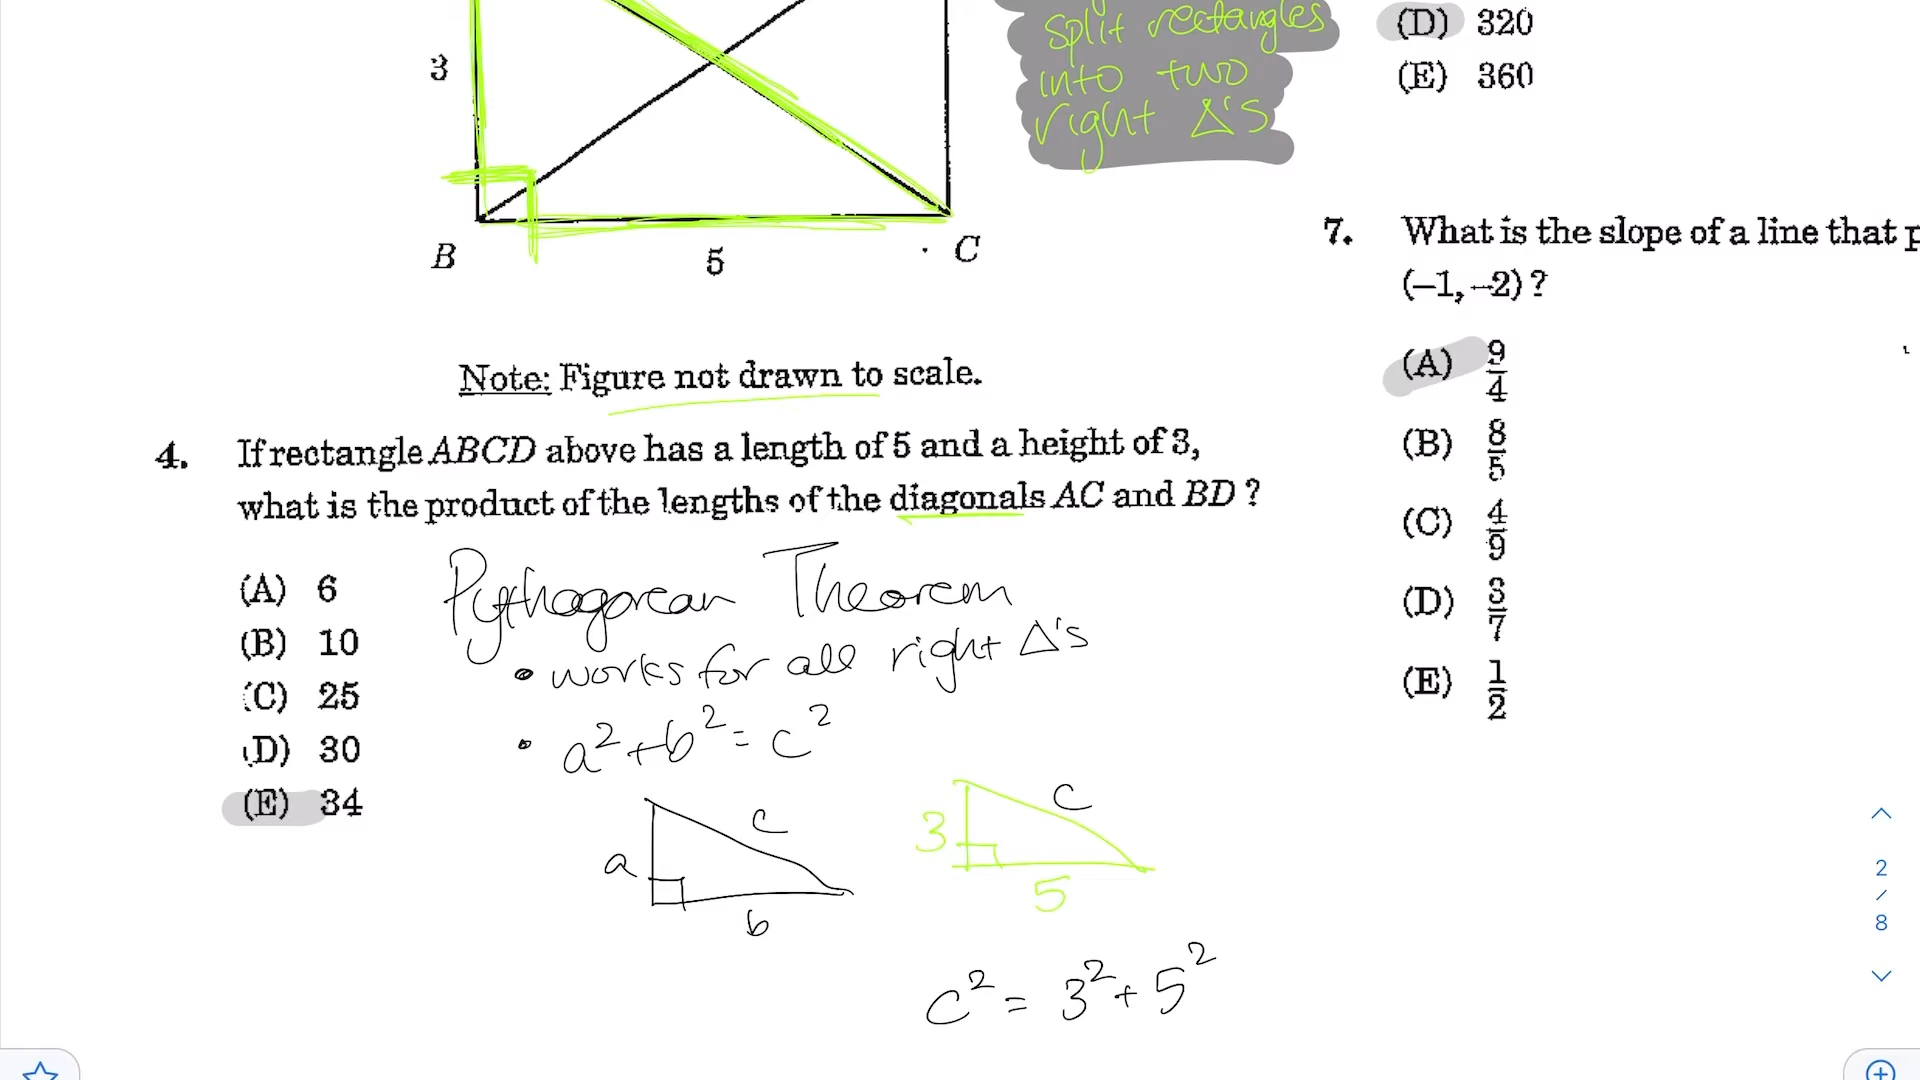 split rectangles
into two
right Δ's
3
B
5
C
Note: Figure not drawn to scale.
4. If rectangle ABCD above has a length of 5 and a height of 3,
what is the product of the lengths of the diagonals AC and BD?
(A) 6
(B) 10
(C) 25
(D) 30
(E) 34
Pythagorean Theorem
• works for all right Δ's
• a² + b² = c²
a
c
b
3
c
5
c² = 3² + 5²
(D) 320
(E) 360
7. What is the slope of a line that
(–1, –2)?
(A) 9/4
(B) 8/5
(C) 4/9
(D) 3/7
(E) 1/2
2
/
8